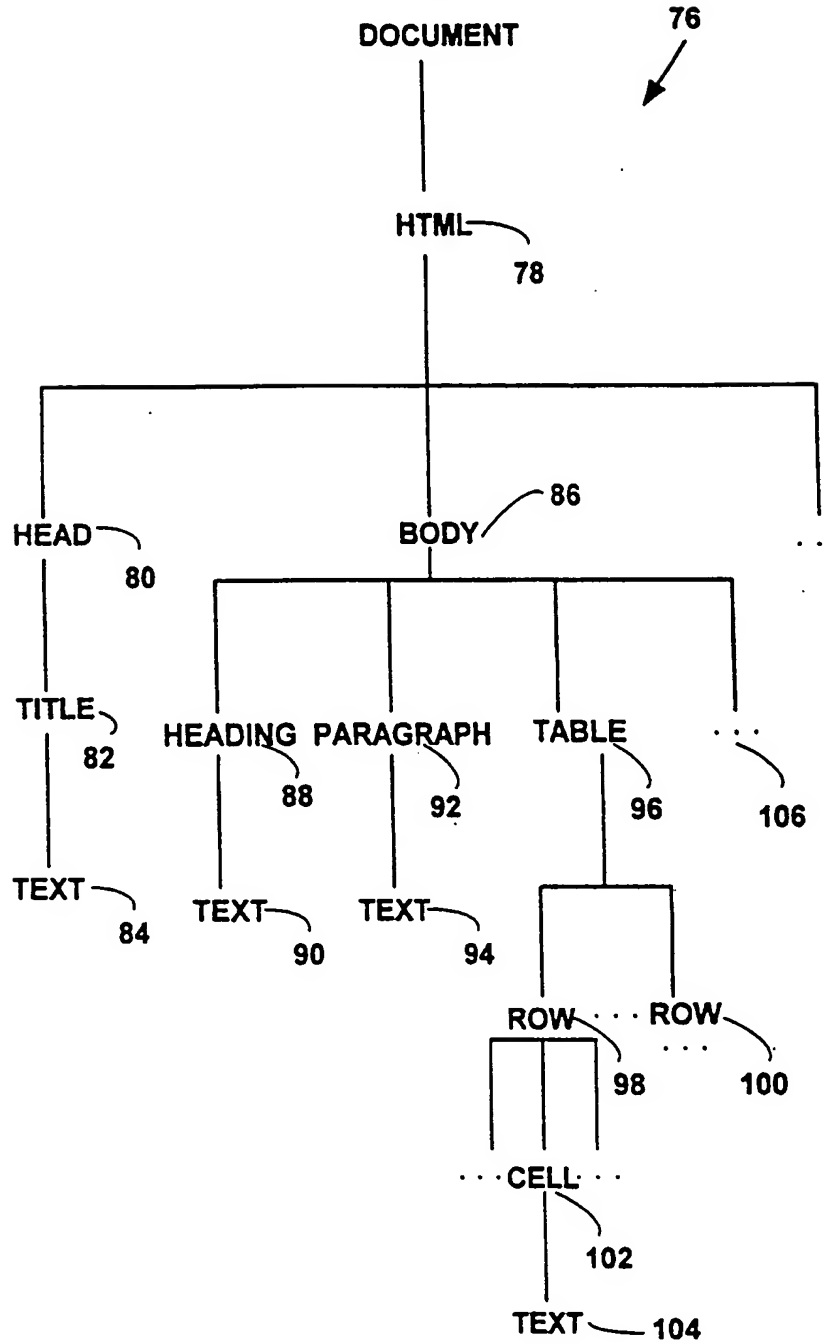 DOCUMENT
76
HTML
78
HEAD
80
BODY
86
..
TITLE
82
HEADING
88
PARAGRAPH
92
TABLE
96
...
106
TEXT
84
TEXT
90
TEXT
94
ROW ... ROW
98
...
100
...CELL...
102
TEXT
104